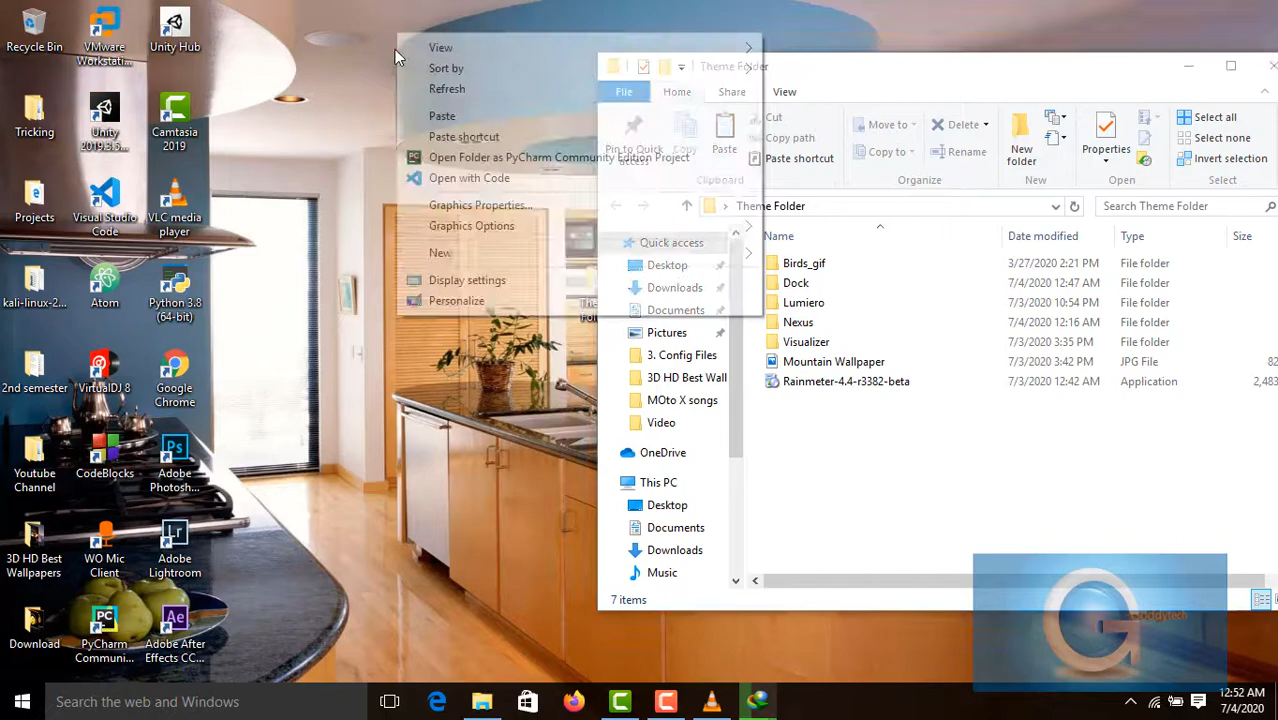 Recycle Bin
VMware Workstati...
Unity Hub
Tricking
Unity 2019.3.5...
Camtasia 2019
Projects
Visual Studio Code
VLC media player
kali-linux-2...
Atom
Python 3.8 (64-bit)
2nd semester
VirtualDJ 8
Google Chrome
Youtube Channel
CodeBlocks
Adobe Photosh...
3D HD Best Wallpapers
WO Mic Client
Adobe Lightroom
Download
PyCharm Communi...
Adobe After Effects CC...
View
Sort by
Refresh
Paste
Paste shortcut
Open Folder as PyCharm Community Edition Project
Open with Code
Graphics Properties...
Graphics Options
New
Display settings
Personalize
Theme Folder
File
Home
Share
View
Pin to Quick access
Copy
Paste
Cut
Copy path
Paste shortcut
Clipboard
Move to
Copy to
Delete
Rename
Organize
New folder
New
Properties
Open
Select all
Select none
Invert selection
Select
Theme Folder
Search Theme Folder
Quick access
Desktop
Downloads
Documents
Pictures
3. Config Files
3D HD Best Wall
MOto X songs
Video
OneDrive
This PC
Desktop
Documents
Downloads
Music
Name Date modified Type Size
Birds_gif 3/27/2020 2:21 PM File folder
Dock 7/4/2020 12:47 AM File folder
Lumiero 7/3/2020 10:54 PM File folder
Nexus 7/4/2020 12:16 AM File folder
Visualizer 7/3/2020 3:35 PM File folder
Mountain Wallpaper 7/3/2020 3:42 PM JPG File 82
Rainmeter-4.4-r3382-beta 7/3/2020 12:42 AM Application 2,483
7 items
Search the web and Windows
12:52 AM
7/4/2020